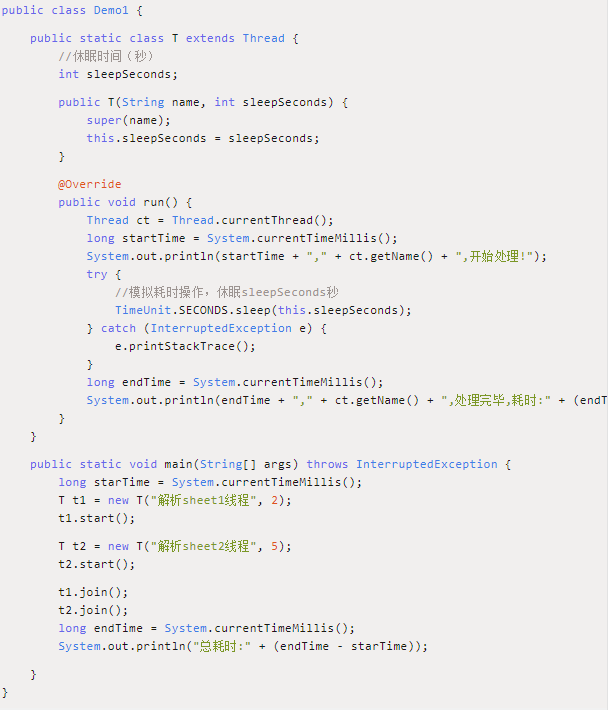 public class Demo1 {
public static class T extends Thread {
//休眠时间（秒）
int sleepSeconds;
public T(String name, int sleepSeconds) {
super(name);
this.sleepSeconds = sleepSeconds;
}
@Override
public void run() {
Thread ct = Thread.currentThread();
long startTime = System.currentTimeMillis();
System.out.println(startTime + "," + ct.getName() + ",开始处理!");
try {
//模拟耗时操作，休眠sleepSeconds秒
TimeUnit.SECONDS.sleep(this.sleepSeconds);
} catch (InterruptedException e) {
e.printStackTrace();
}
long endTime = System.currentTimeMillis();
System.out.println(endTime + "," + ct.getName() + ",处理完毕,耗时:" + (endT
}
}
public static void main(String[] args) throws InterruptedException {
long starTime = System.currentTimeMillis();
T t1 = new T("解析sheet1线程", 2);
t1.start();
T t2 = new T("解析sheet2线程", 5);
t2.start();
t1.join();
t2.join();
long endTime = System.currentTimeMillis();
System.out.println("总耗时:" + (endTime - starTime));
}
}